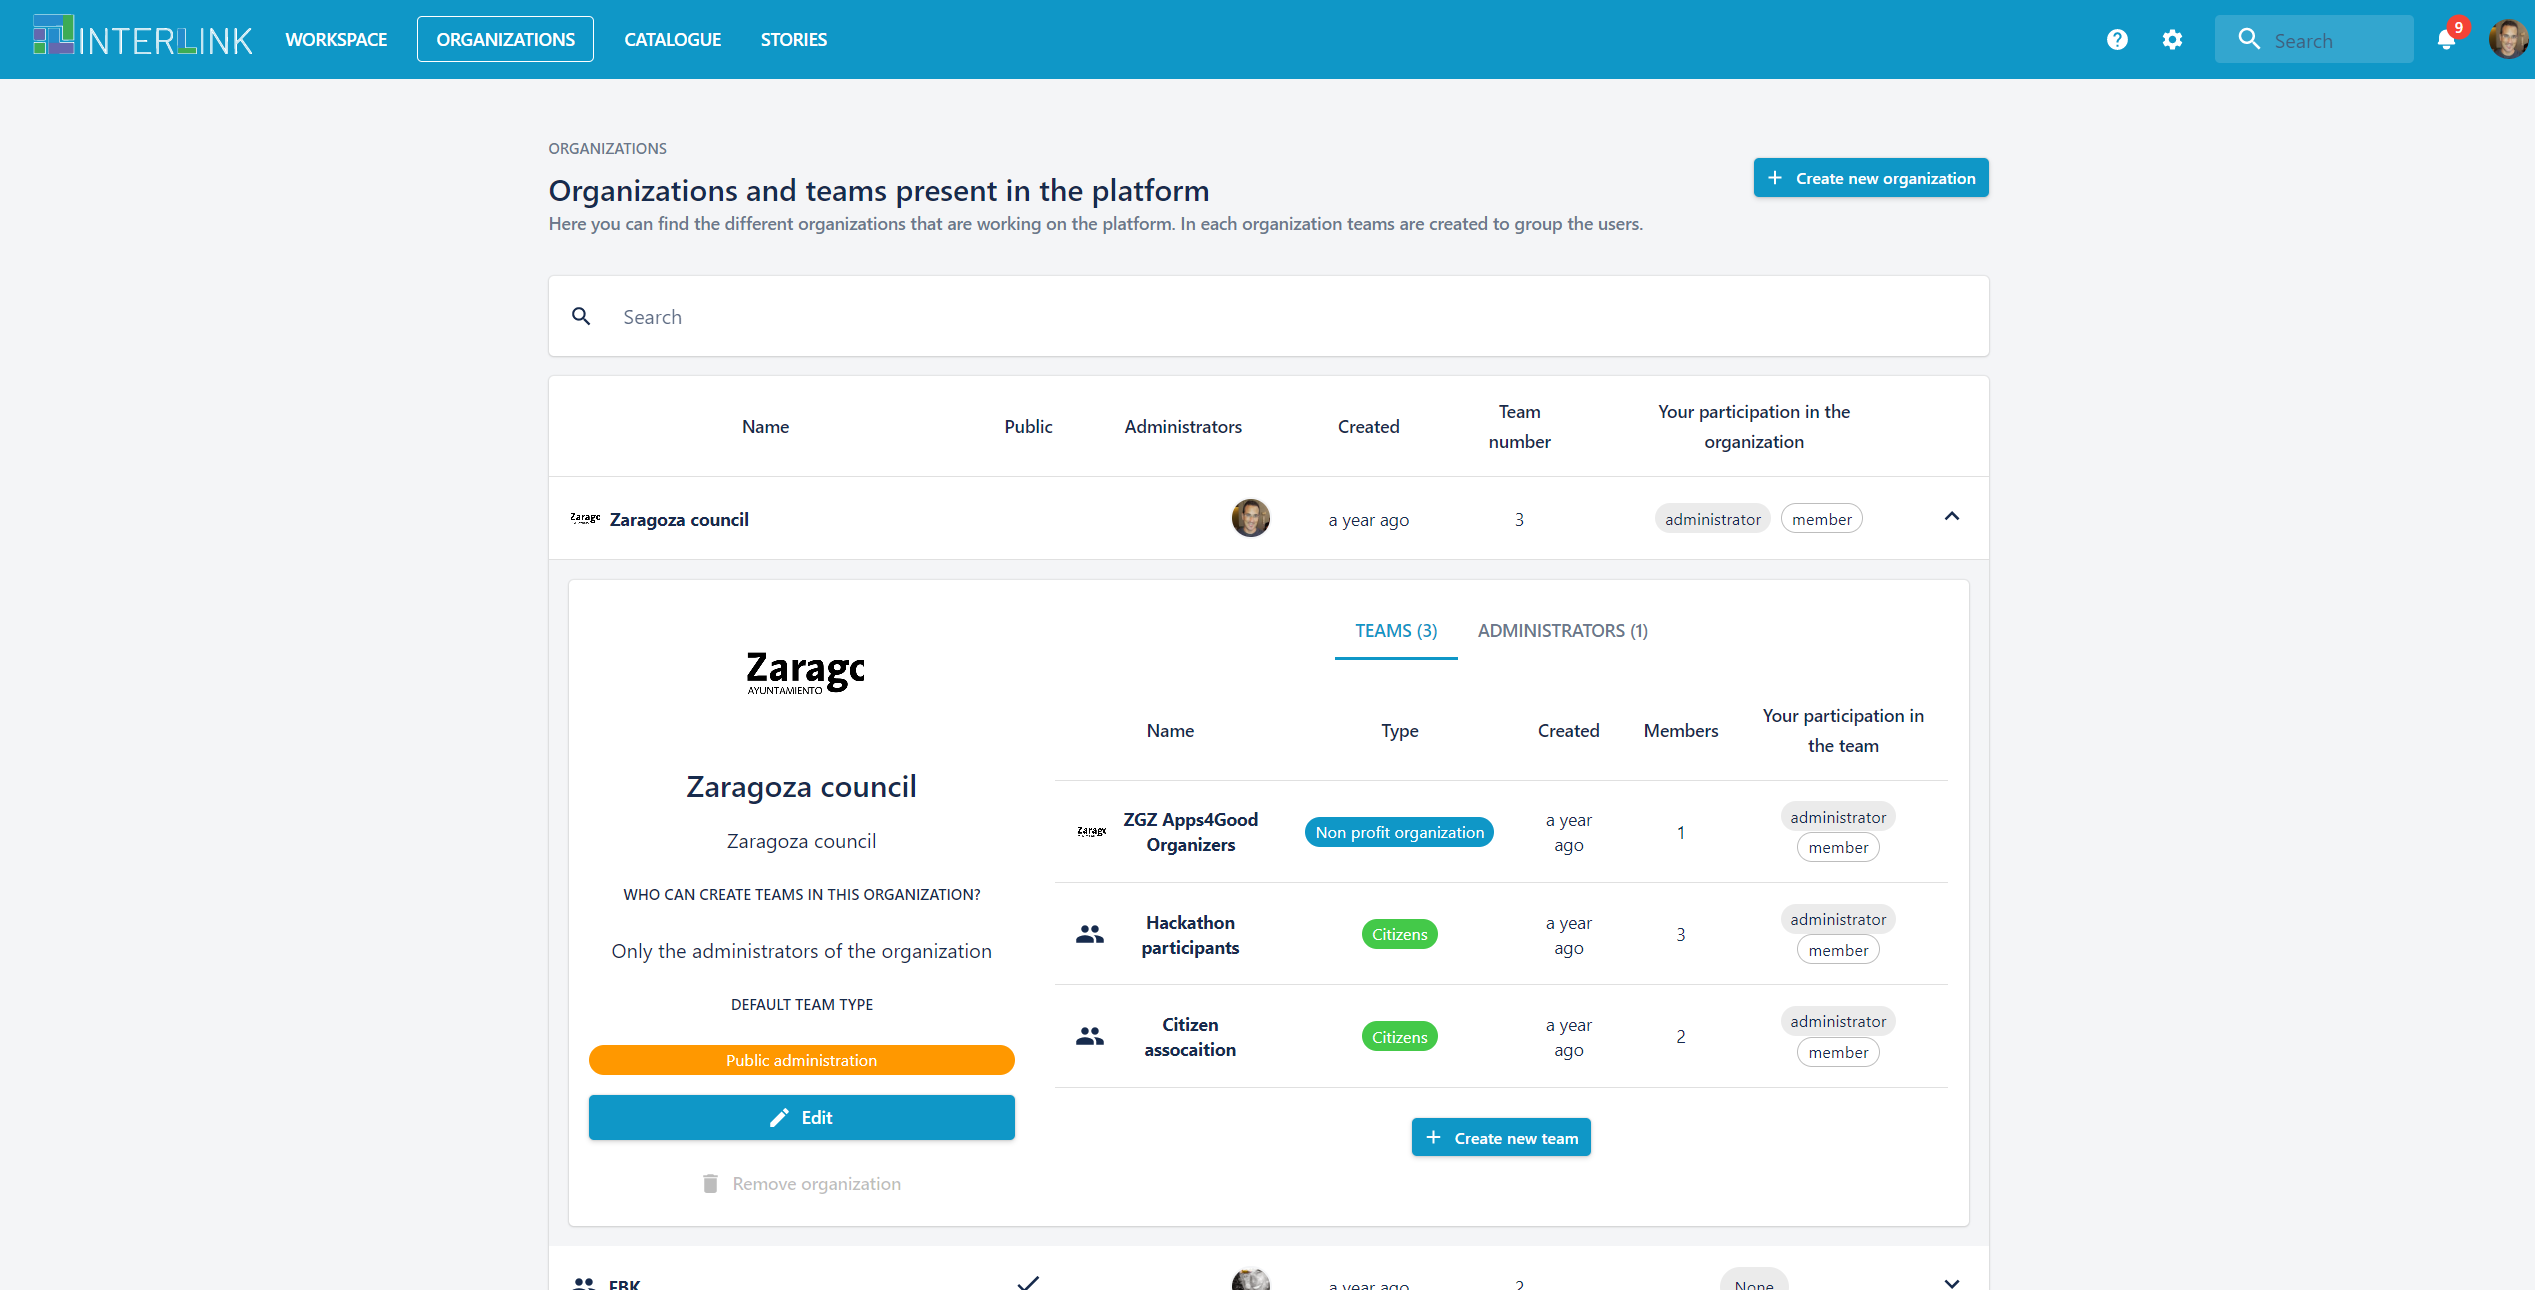 INTERLINK WORKSPACE ORGANIZATIONS CATALOGUE STORIES Search 9
ORGANIZATIONS
Organizations and teams present in the platform
Here you can find the different organizations that are working on the platform. In each organization teams are created to group the users.
+ Create new organization
Search
Name Public Administrators Created Team number Your participation in the organization
Zarago Zaragoza council a year ago 3 administrator member
Zarago
AYUNTAMIENTO
Zaragoza council
Zaragoza council
WHO CAN CREATE TEAMS IN THIS ORGANIZATION?
Only the administrators of the organization
DEFAULT TEAM TYPE
Public administration
Edit
Remove organization
TEAMS (3) ADMINISTRATORS (1)
Name Type Created Members Your participation in
the team
Zarago ZGZ Apps4Good Non profit organization a year 1 administrator
Organizers ago member
Hackathon Citizens a year 3 administrator
participants ago member
Citizen Citizens a year 2 administrator
assocaition ago member
+ Create new team
FBK a year ago 2 None